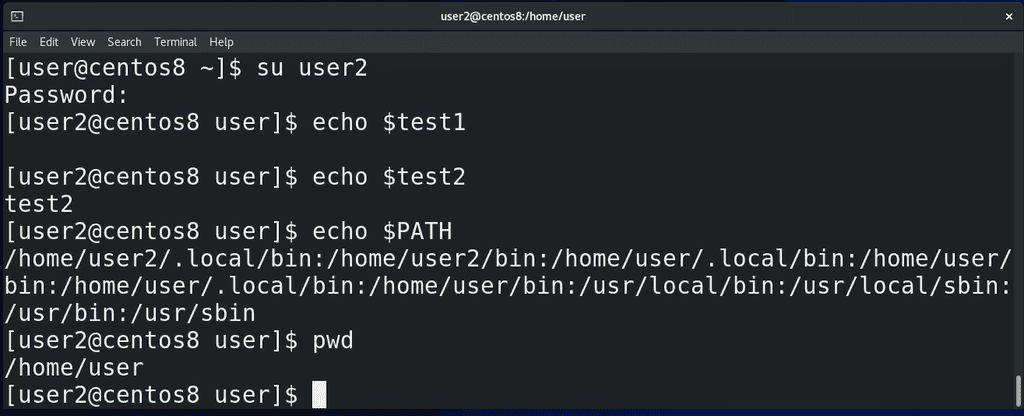 user2@centos8:/home/user
File Edit View Search Terminal Help
[user@centos8 ~]$ su user2
Password:
[user2@centos8 user]$ echo $test1
[user2@centos8 user]$ echo $test2
test2
[user2@centos8 user]$ echo $PATH
/home/user2/.local/bin:/home/user2/bin:/home/user/.local/bin:/home/user/
bin:/home/user/.local/bin:/home/user/bin:/usr/local/bin:/usr/local/sbin:
/usr/bin:/usr/sbin
[user2@centos8 user]$ pwd
/home/user
[user2@centos8 user]$